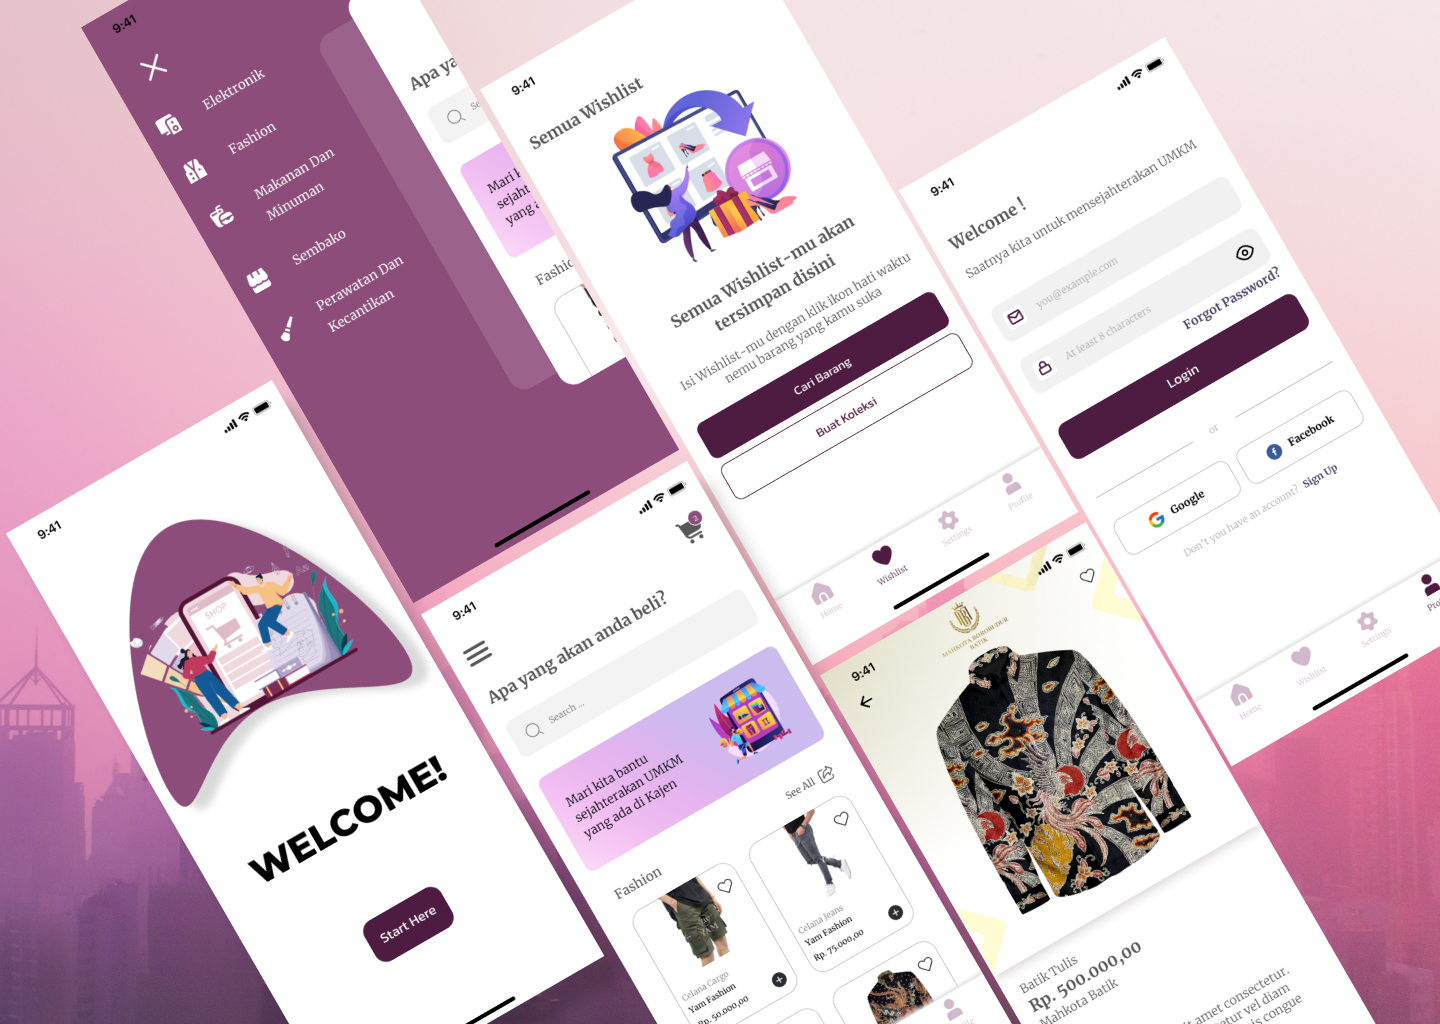 9:41
Elektronik
Fashion
Makanan Dan
Minuman
Sembako
Perawatan Dan
Kecantikan
Apa ya
Se
Mari k
sejaht
yang a
Fashio
9:41
Semua Wishlist
Semua Wishlist-mu akan
tersimpan disini
Isi Wishlist-mu dengan klik ikon hati waktu
nemu barang yang kamu suka
Cari Barang
Buat Koleksi
Home
Wishlist
Settings
Profile
9:41
Welcome !
Saatnya kita untuk mensejahterakan UMKM
you@example.com
At least 8 characters
Forgot Password?
Login
or
Google
Facebook
Don't you have an account? Sign Up
Home
Wishlist
Settings
Pro
9:41
SHOP
WELCOME!
Start Here
9:41
2
Apa yang akan anda beli?
Search ...
Mari kita bantu
sejahterakan UMKM
yang ada di Kajen
See All
Fashion
Celana Cargo
Yam Fashion
Rp. 50.000,00
Celana Jeans
Yam Fashion
Rp. 75.000,00
9:41
MAHKOTA BOROBUDUR
BATIK
Batik Tulis
Rp. 500.000,00
Mahkota Batik
t amet consectetur.
tur vel diam
is congue